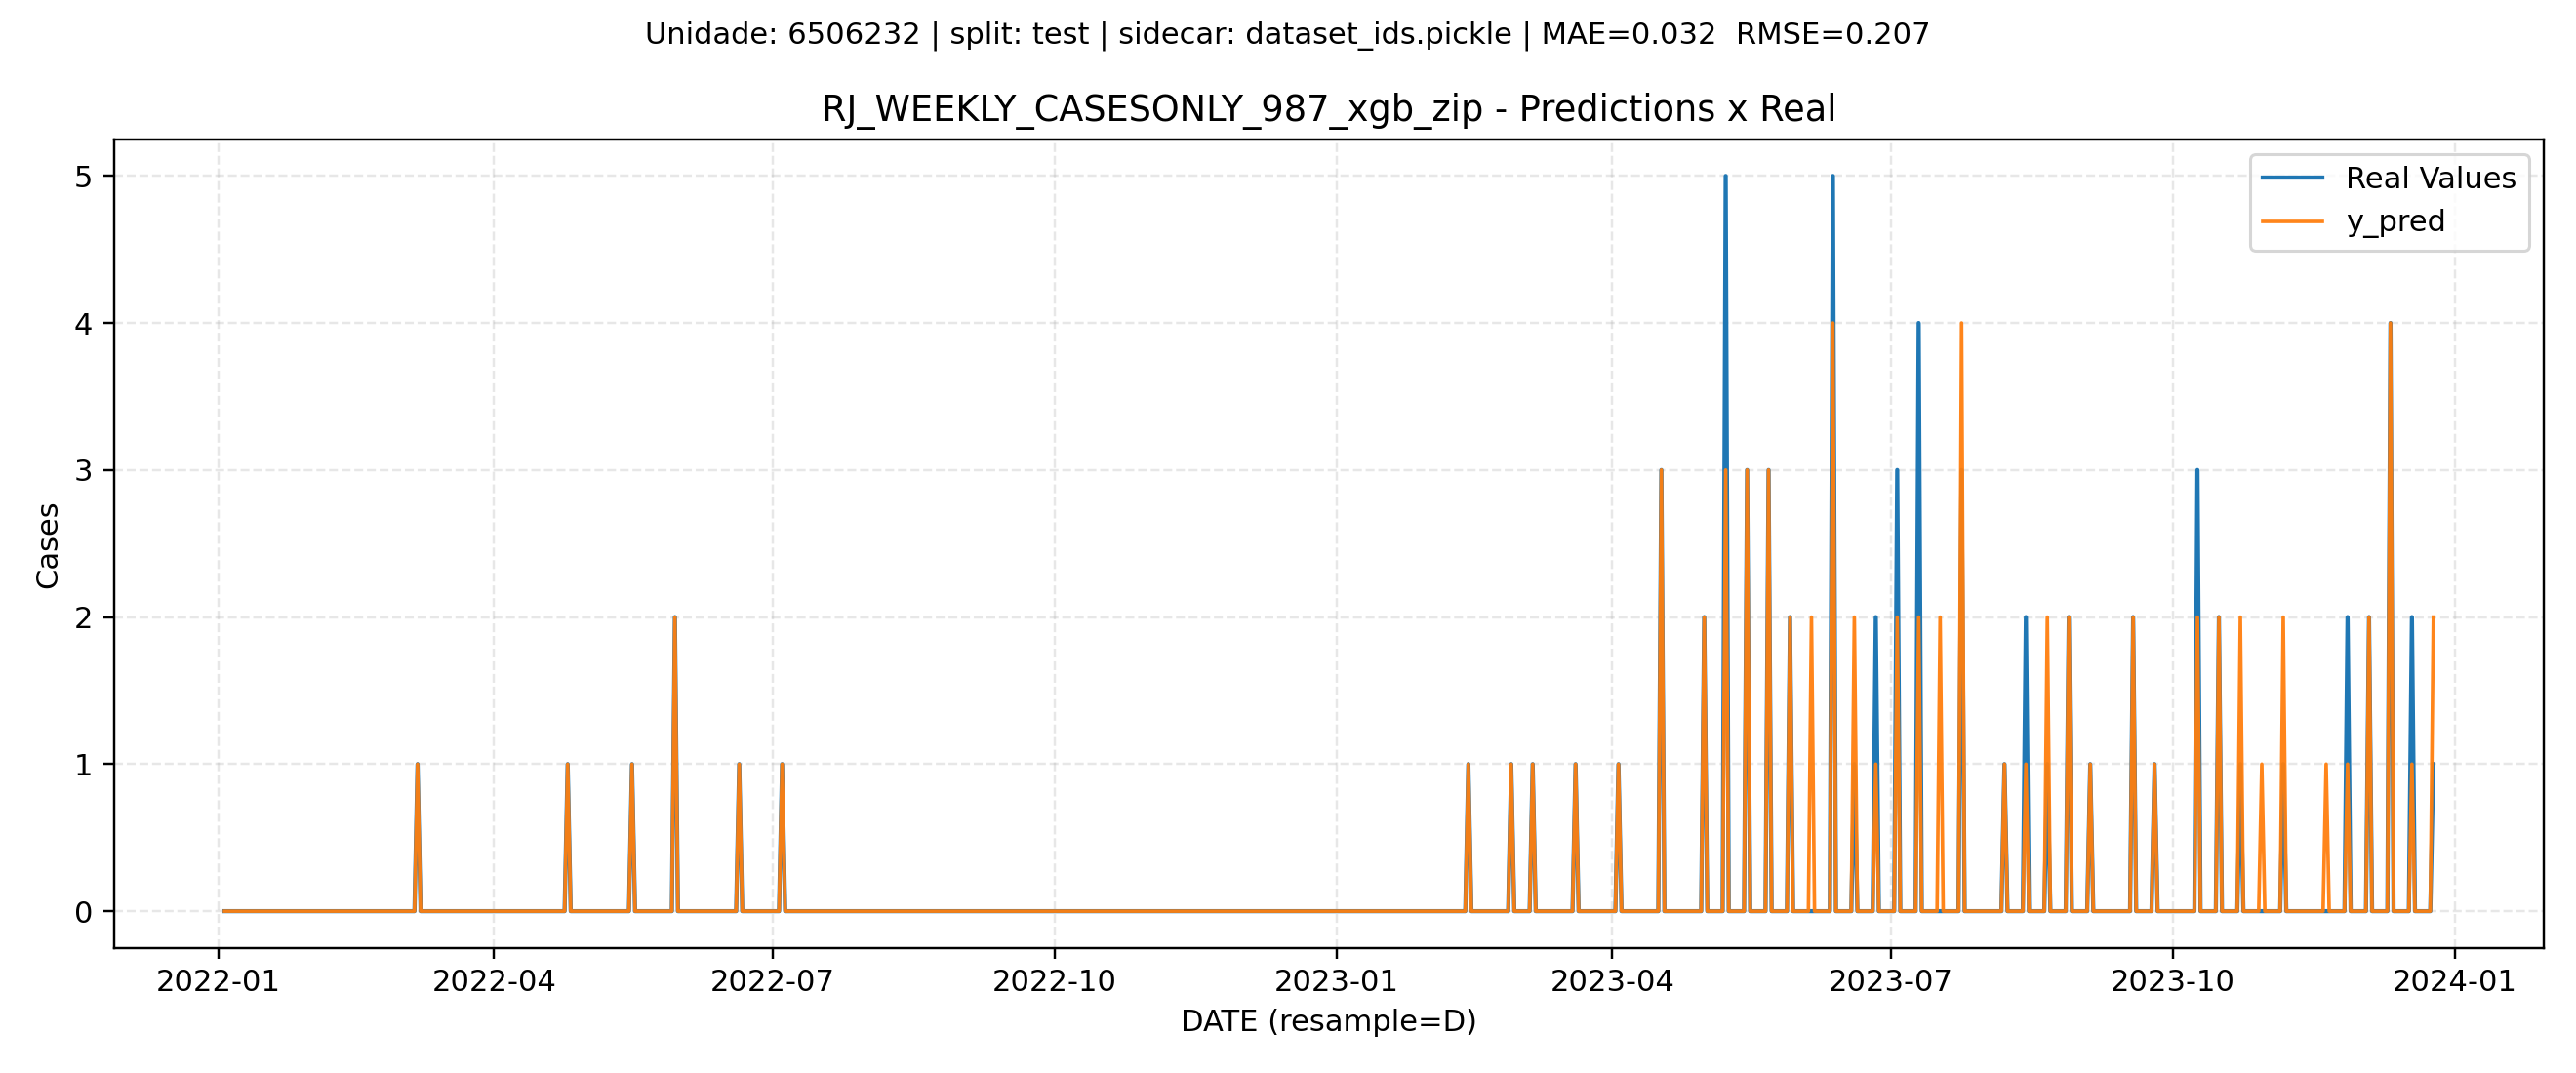 Unidade: 6506232 | split: test | sidecar: dataset_ids.pickle | MAE=0.032  RMSE=0.207
RJ_WEEKLY_CASESONLY_987_xgb_zip - Predictions x Real
Real Values
y_pred
Cases
5
4
3
2
1
0
2022-01
2022-04
2022-07
2022-10
2023-01
2023-04
2023-07
2023-10
2024-01
DATE (resample=D)